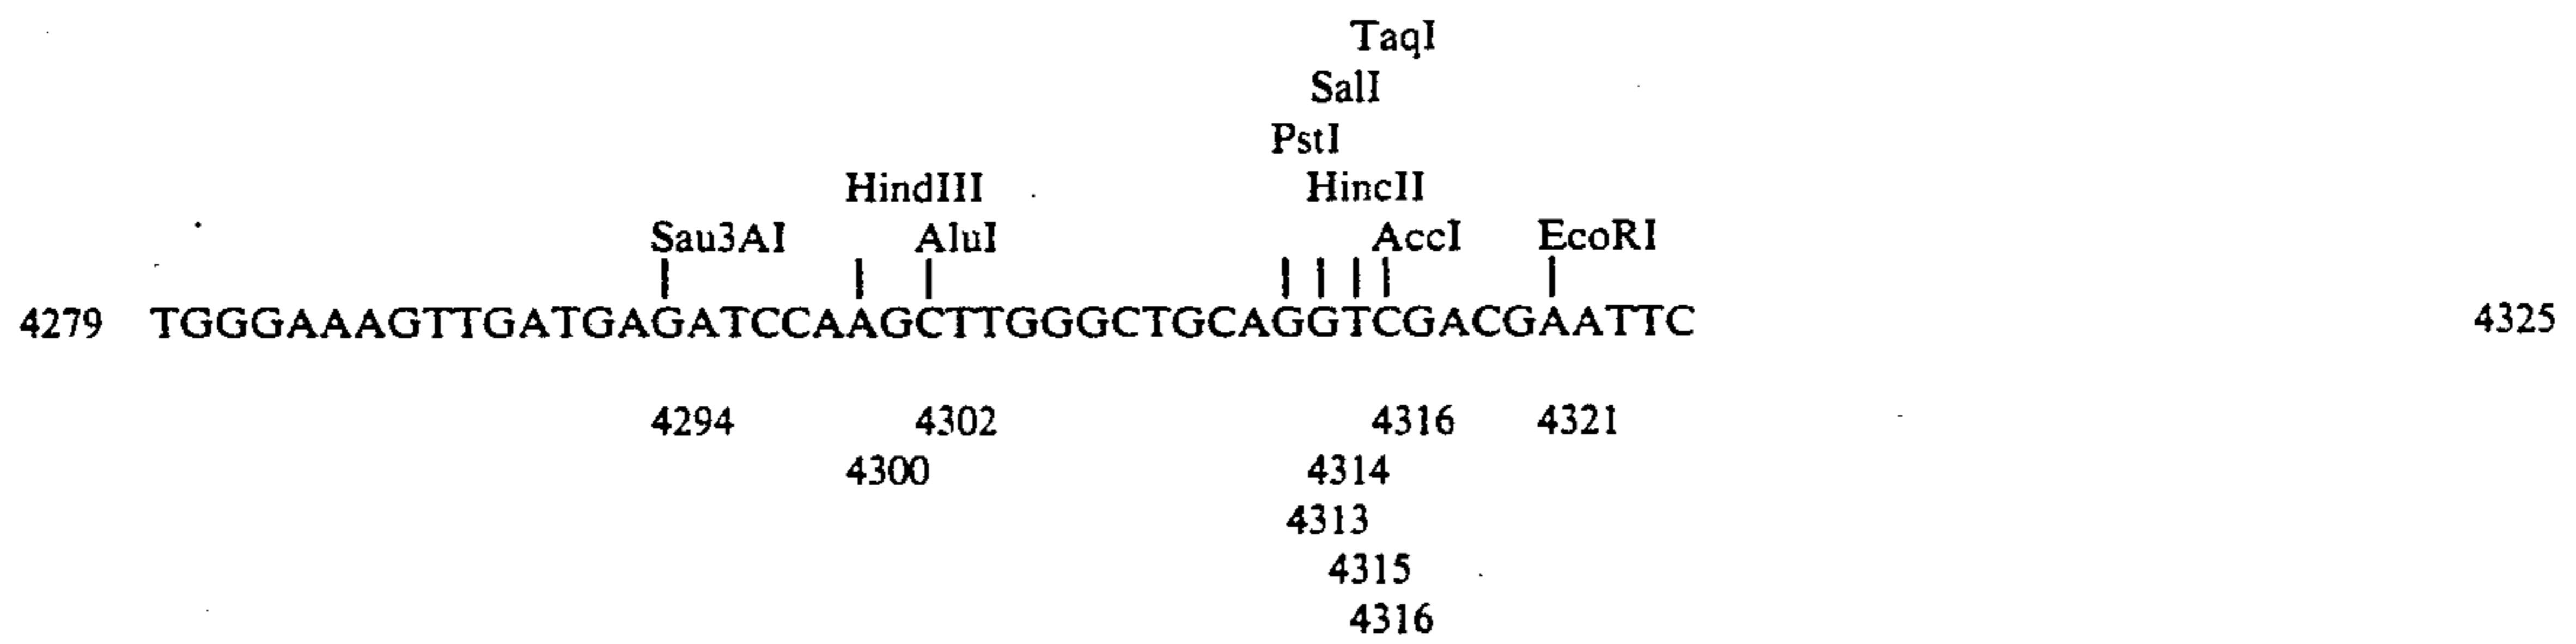 TaqI
SalI
PstI
HindIII HincII
Sau3AI AluI AccI EcoRI
4279 TGGGAAAGTTGATGAGATCCAAGCTTGGGCTGCAGGTCGACGAATTC 4325
4294 4302 4316 4321
4300 4314
4313
4315
4316